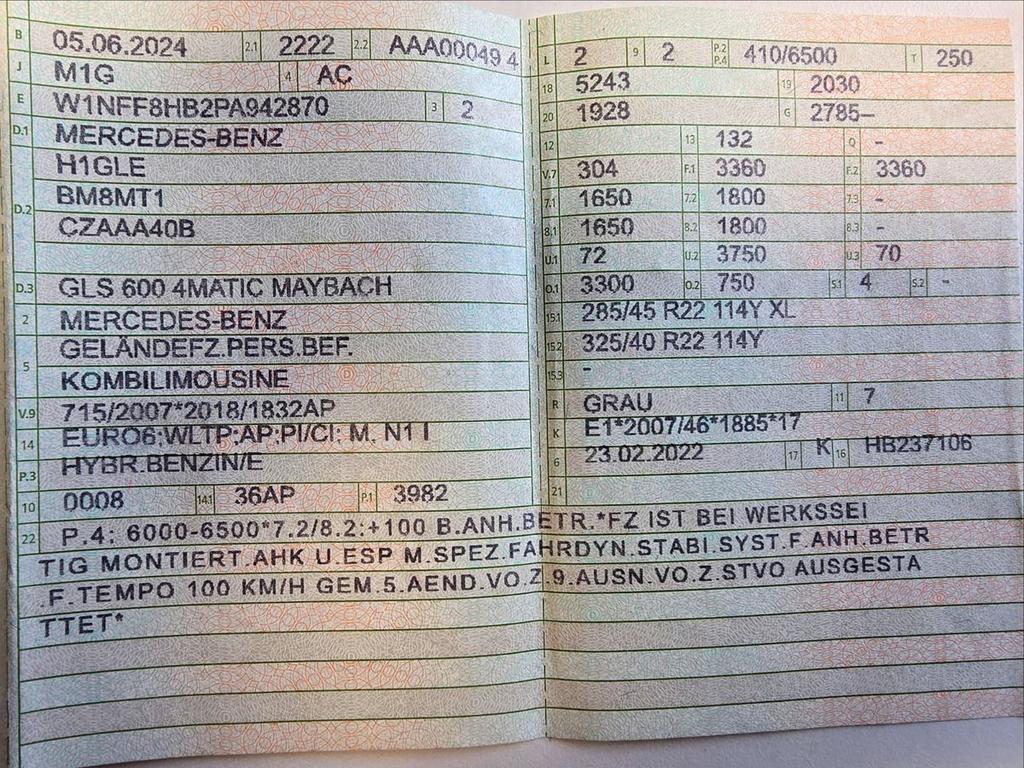 B 05.06.2024 2.1 2222 2.2 AAA00049 4
J M1G 4 AC
E W1NFF8HB2PA942870 3 2
D.1 MERCEDES-BENZ
H1GLE
D.2 BM8MT1
CZAAA40B
D.3 GLS 600 4MATIC MAYBACH
2 MERCEDES-BENZ
5 GELÄNDEFZ.PERS.BEF.
KOMBILIMOUSINE
V.9 715/2007*2018/1832AP
14 EURO6;WLTP;AP;PI/CI; M, N1 I
P.3 HYBR.BENZIN/E
10 0008 14.1 36AP P.1 3982
L 2 9 2 P.2 P.4 410/6500 T 250
18 5243 19 2030
20 1928 G 2785–
12 13 132 Q -
V.7 304 F.1 3360 F.2 3360
7.1 1650 7.2 1800 7.3 -
8.1 1650 8.2 1800 8.3 -
U.1 72 U.2 3750 U.3 70
O.1 3300 O.2 750 S.1 4 S.2 -
15.1 285/45 R22 114Y XL
15.2 325/40 R22 114Y
15.3 -
R GRAU 11 7
K E1*2007/46*1885*17
6 23.02.2022 17 K 16 HB237106
21
22 P.4: 6000-6500*7.2/8.2:+100 B.ANH.BETR.*FZ IST BEI WERKSSEI
TIG MONTIERT.AHK U.ESP M.SPEZ.FAHRDYN.STABI.SYST.F.ANH.BETR
.F.TEMPO 100 KM/H GEM.5.AEND.VO.Z.9.AUSN.VO.Z.STVO AUSGESTA
TTET*